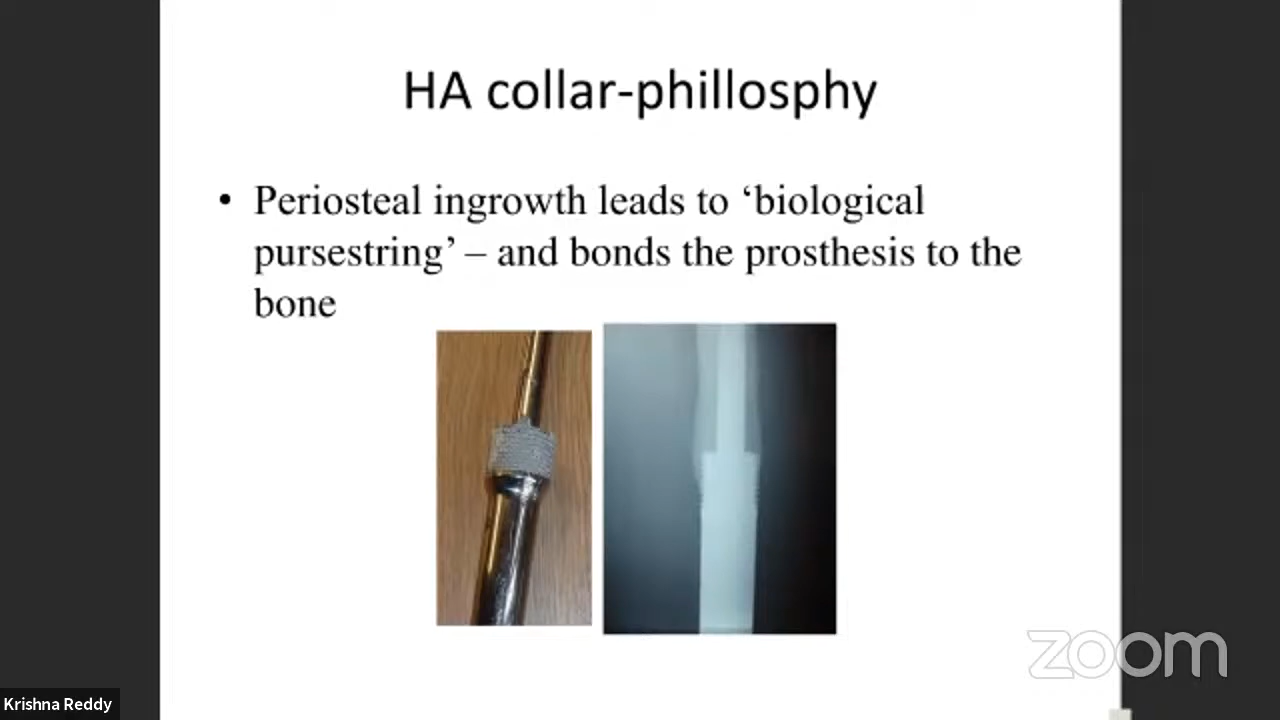 HA collar-phillosphy
• Periosteal ingrowth leads to ‘biological
pursestring’ – and bonds the prosthesis to the
bone
zoom
Krishna Reddy